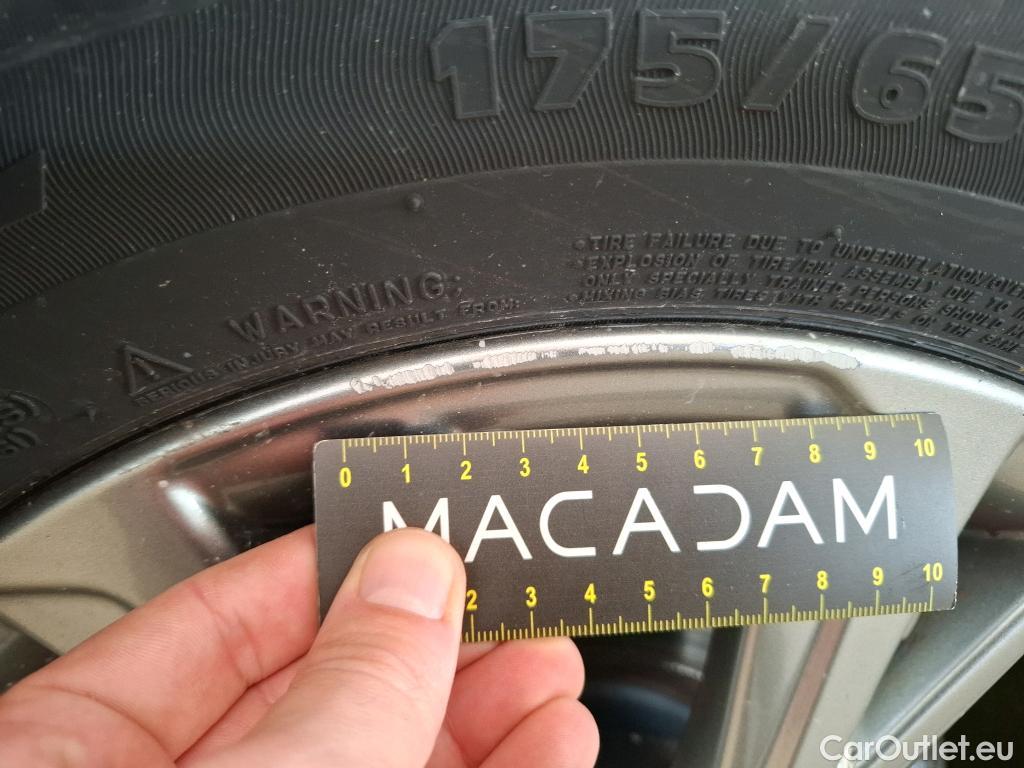 175/65
WARNING:
SERIOUS INJURY MAY RESULT FROM:
•TIRE FAILURE DUE TO UNDERINFLATION/OVE
•EXPLOSION OF TIRE/RIM ASSEMBLY DUE TO I
ONLY SPECIALLY TRAINED PERSONS SHOULD M
•MIXING BIAS TIRES WITH RADIALS ON THE SAME
0 1 2 3 4 5 6 7 8 9 10
MACADAM
2 3 4 5 6 7 8 9 10
CarOutlet.eu